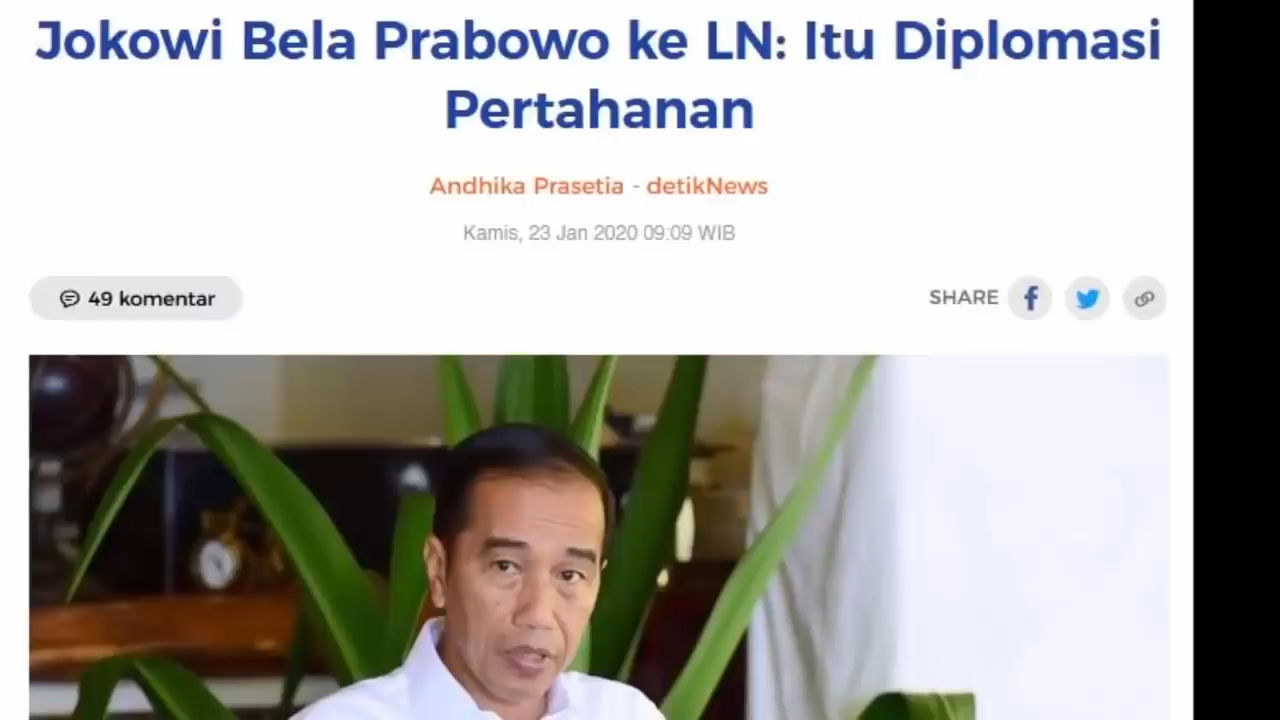 Jokowi Bela Prabowo ke LN: Itu Diplomasi
Pertahanan
Andhika Prasetia - detikNews
Kamis, 23 Jan 2020 09:09 WIB
49 komentar
SHARE